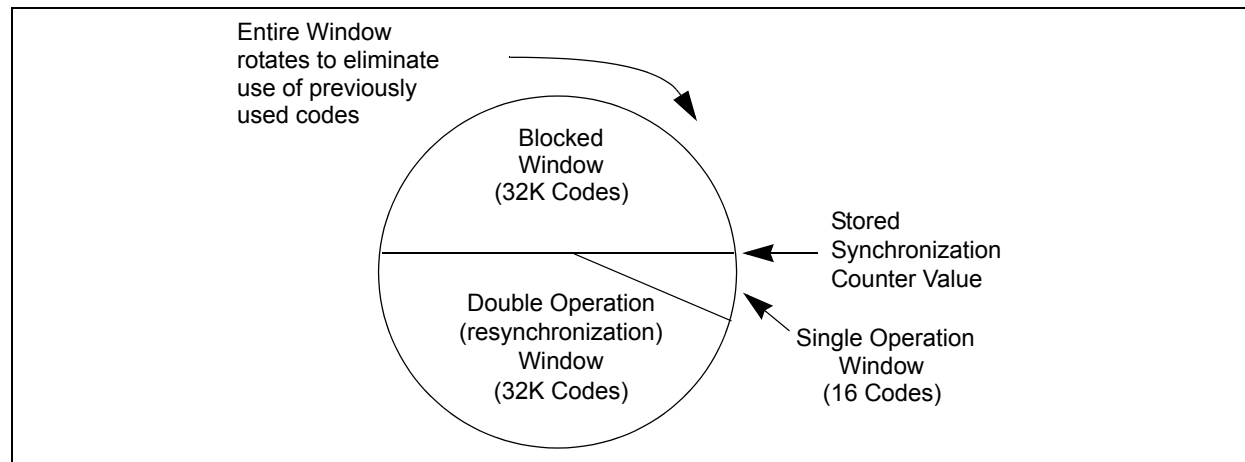 Entire Window
rotates to eliminate
use of previously
used codes
Blocked
Window
(32K Codes)
Stored
Synchronization
Counter Value
Double Operation
(resynchronization)
Window
(32K Codes)
Single Operation
Window
(16 Codes)